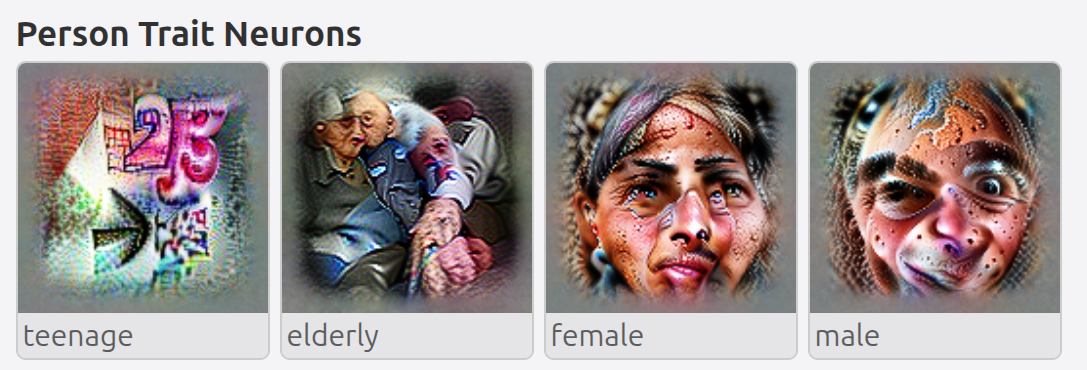 Person Trait Neurons
teenage
elderly
female
male